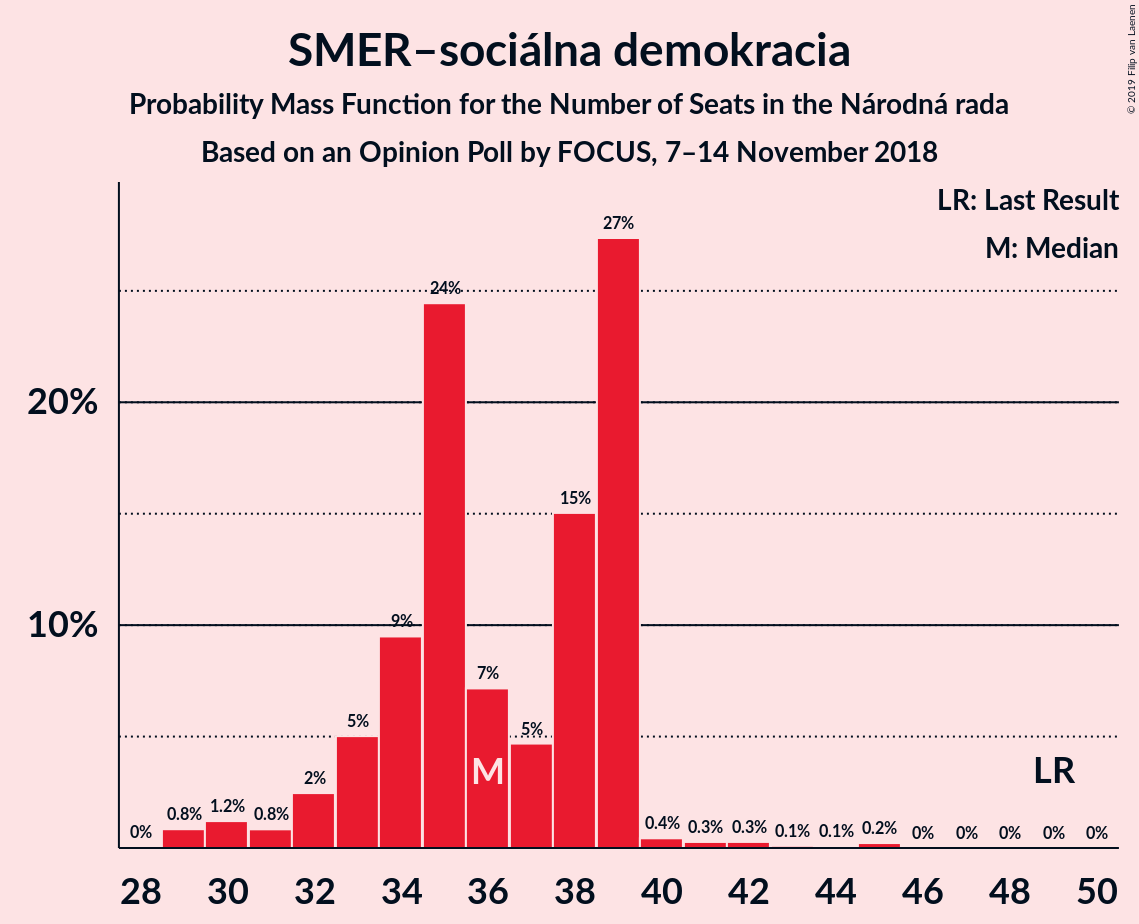 SMER–sociálna demokracia
Probability Mass Function for the Number of Seats in the Národná rada
Based on an Opinion Poll by FOCUS, 7–14 November 2018
© 2019 Filip van Laenen
LR: Last Result
M: Median
27%
24%
20%
15%
10%
9%
7%
5%
5%
2%
M
LR
0%
0.8%
1.2%
0.8%
0.4%
0.3%
0.3%
0.1%
0.1%
0.2%
0%
0%
0%
0%
0%
28 30 32 34 36 38 40 42 44 46 48 50